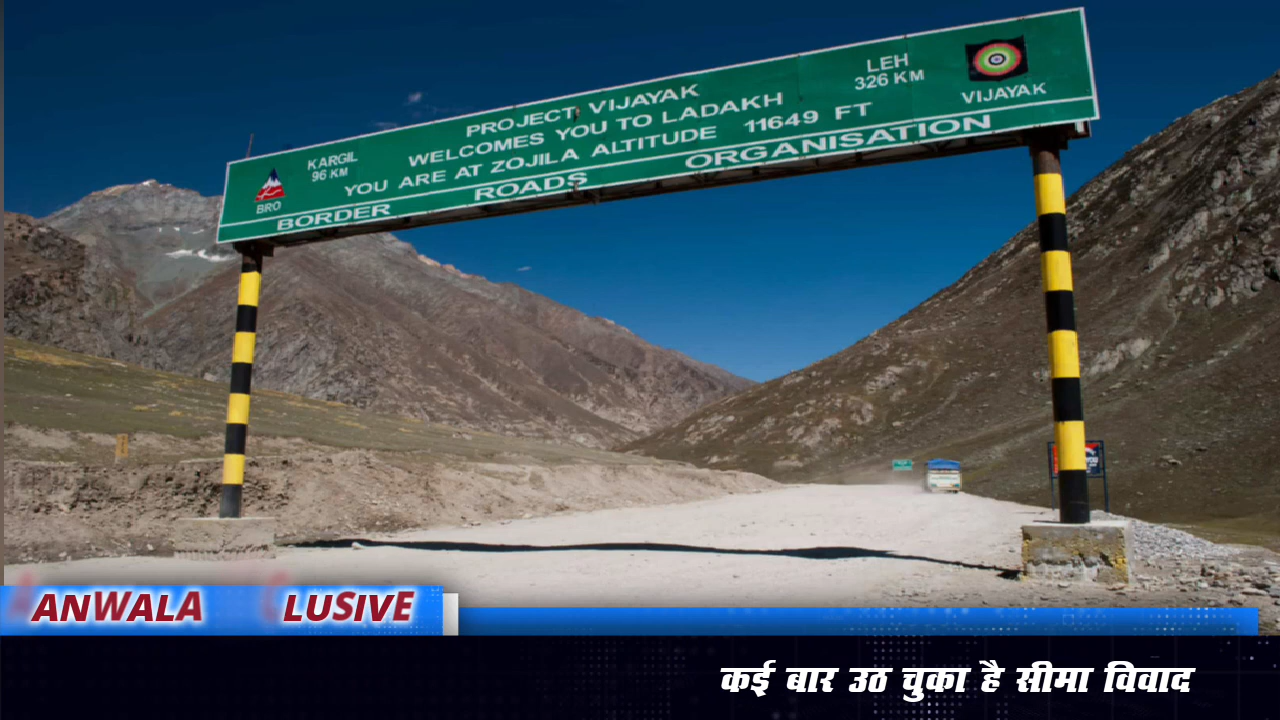 PROJECT VIJAYAK
WELCOMES YOU TO LADAKH
YOU ARE AT ZOJILA ALTITUDE 11649 FT
BORDER ROADS ORGANISATION
KARGIL
96 KM
BRO
LEH
326 KM
VIJAYAK
ANWALA LUSIVE
कई बार उठ चुका है सीमा विवाद